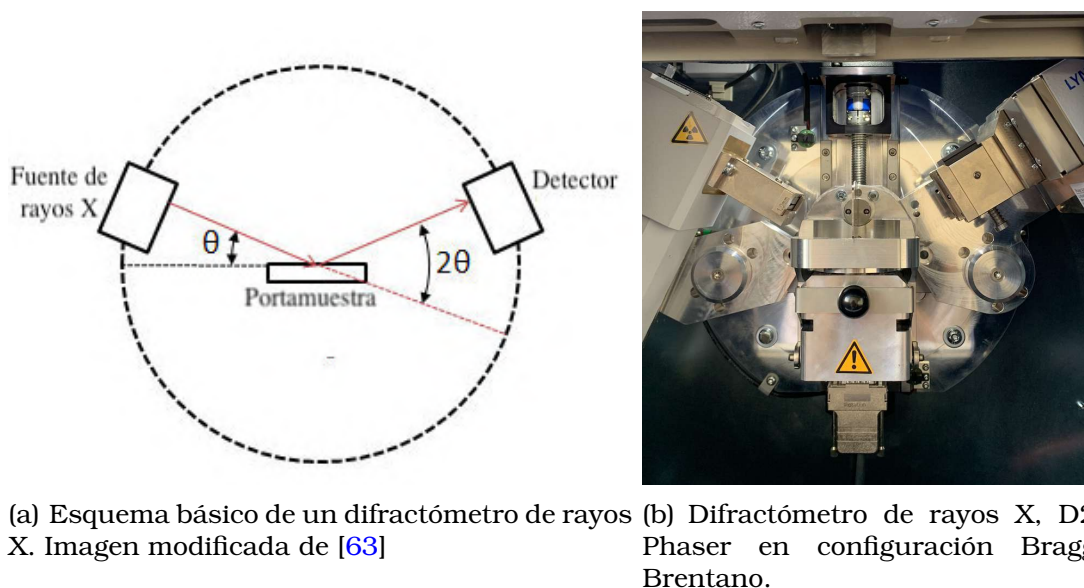 Fuente de
rayos X
Detector
θ
2θ
Portamuestra
LYN
(a) Esquema básico de un difractómetro de rayos
X. Imagen modificada de [63]
(b) Difractómetro de rayos X, D2
Phaser en configuración Bragg
Brentano.